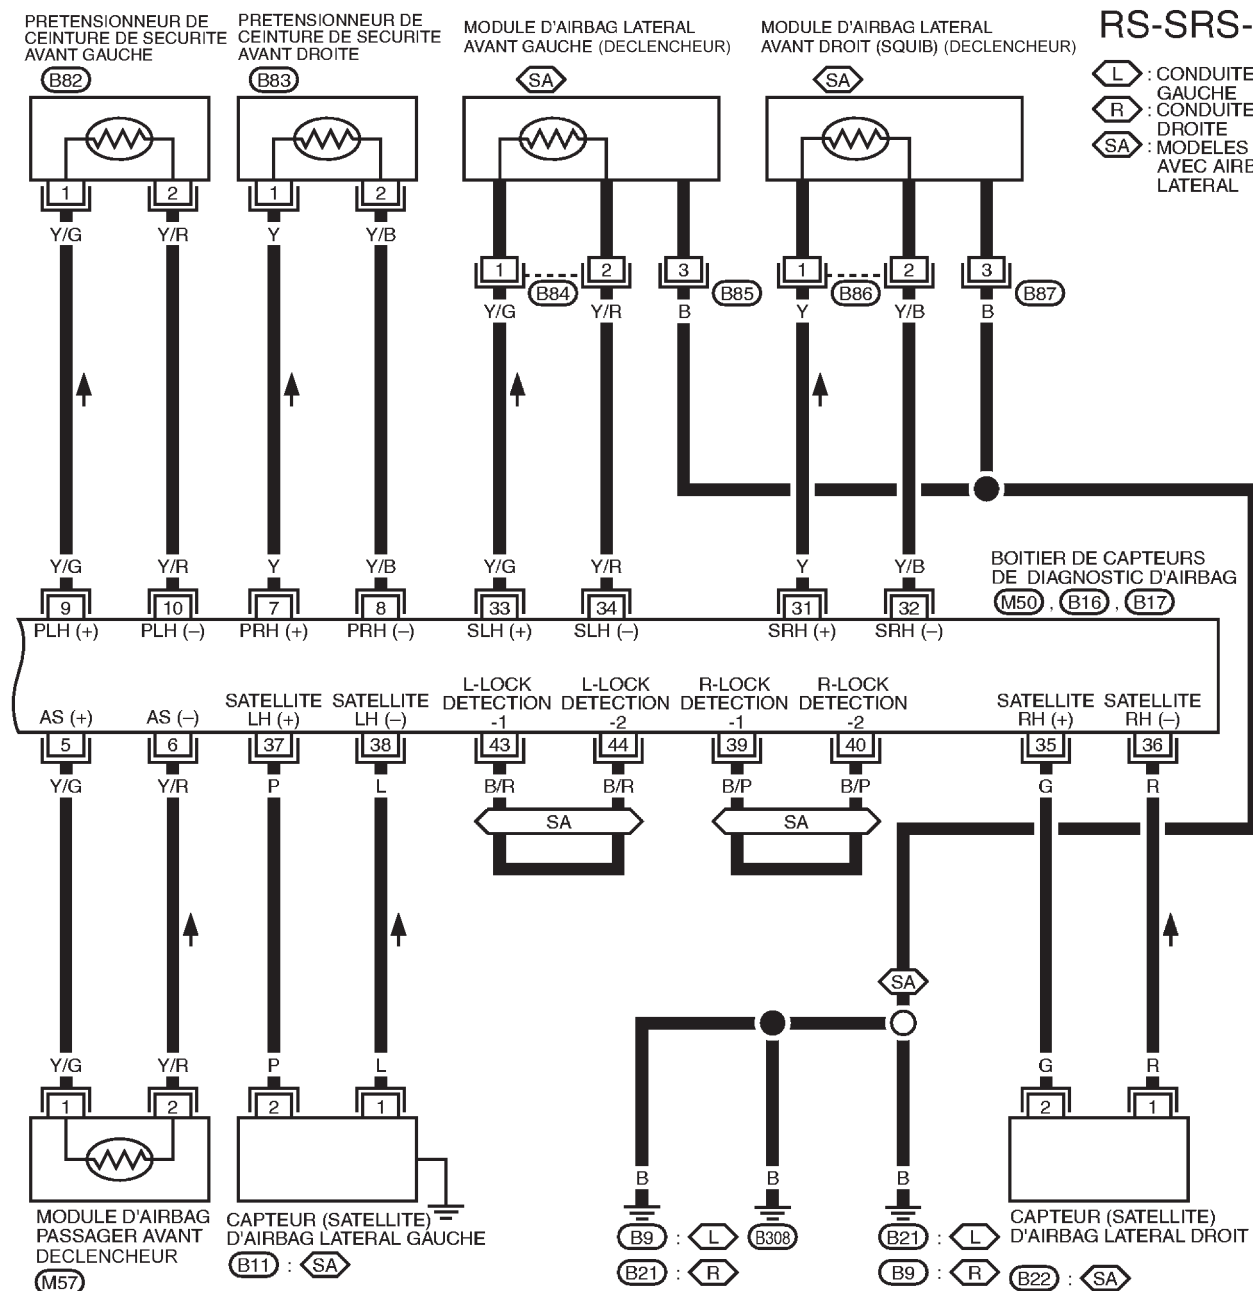 RS-SRS-
PRETENSIONNEUR DE
CEINTURE DE SECURITE
AVANT GAUCHE
B82
PRETENSIONNEUR DE
CEINTURE DE SECURITE
AVANT DROITE
B83
MODULE D'AIRBAG LATERAL
AVANT GAUCHE (DECLENCHEUR)
SA
MODULE D'AIRBAG LATERAL
AVANT DROIT (SQUIB) (DECLENCHEUR)
SA
L : CONDUITE
GAUCHE
R : CONDUITE
DROITE
SA : MODELES
AVEC AIRB
LATERAL
1 2 1 2
Y/G Y/R Y Y/B
1 2 3 1 2 3
B84 B85 B86 B87
Y/G Y/R B Y Y/B B
Y/G Y/R Y Y/B Y/G Y/R Y Y/B
BOITIER DE CAPTEURS
DE DIAGNOSTIC D'AIRBAG
M50 , B16 , B17
9 10 7 8 33 34 31 32
PLH (+) PLH (–) PRH (+) PRH (–) SLH (+) SLH (–) SRH (+) SRH (–)
AS (+) AS (–)
SATELLITE
LH (+)
SATELLITE
LH (–)
L-LOCK
DETECTION
-1
L-LOCK
DETECTION
-2
R-LOCK
DETECTION
-1
R-LOCK
DETECTION
-2
SATELLITE
RH (+)
SATELLITE
RH (–)
5 6 37 38 43 44 39 40 35 36
Y/G Y/R P L B/R B/R B/P B/P G R
SA SA
SA
Y/G Y/R P L G R
1 2 2 1 2 1
B B B
MODULE D'AIRBAG
PASSAGER AVANT
DECLENCHEUR
M57
CAPTEUR (SATELLITE)
D'AIRBAG LATERAL GAUCHE
B11 : SA
B9 : L
B21 : R
B308
B21 : L
B9 : R
CAPTEUR (SATELLITE)
D'AIRBAG LATERAL DROIT
B22 : SA